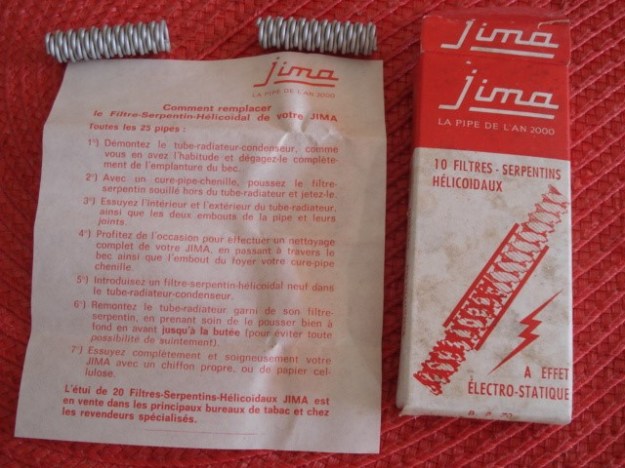 jima
LA PIPE DE L'AN 2000
Comment remplacer
le Filtre-Serpentin-Hélicoïdal de votre JIMA
Toutes les 25 pipes :
1°) Démontez le tube-radiateur-condenseur, comme
vous en avez l'habitude et dégagez-le complète-
ment de l'emplanture du bec.
2°) Avec un cure-pipe-chenille, poussez le filtre-
serpentin souillé hors du tube-radiateur et jetez-le.
3°) Essuyez l'intérieur et l'extérieur du tube-radiateur,
ainsi que les deux embouts de la pipe et leurs
joints.
4°) Profitez de l'occasion pour effectuer un nettoyage
complet de votre JIMA, en passant à travers le
bec ainsi que l'embout du foyer votre cure-pipe
chenille.
5°) Introduisez un filtre-serpentin-hélicoïdal neuf dans
le tube-radiateur-condenseur.
6°) Remontez le tube-radiateur garni de son filtre-
serpentin, en prenant soin de le pousser bien à
fond en avant jusqu'à la butée (pour éviter toute
possibilité de suintement).
7°) Essuyez complètement et soigneusement votre
JIMA avec un chiffon propre, ou de papier cel-
lulose.
L'étui de 20 Filtres-Serpentins-Hélicoïdaux JIMA est
en vente dans les principaux bureaux de tabac et chez
les revendeurs spécialisés.
jima
jima
LA PIPE DE L'AN 2000
10 FILTRES - SERPENTINS
HÉLICOIDAUX
A EFFET
ÉLECTRO-STATIQUE